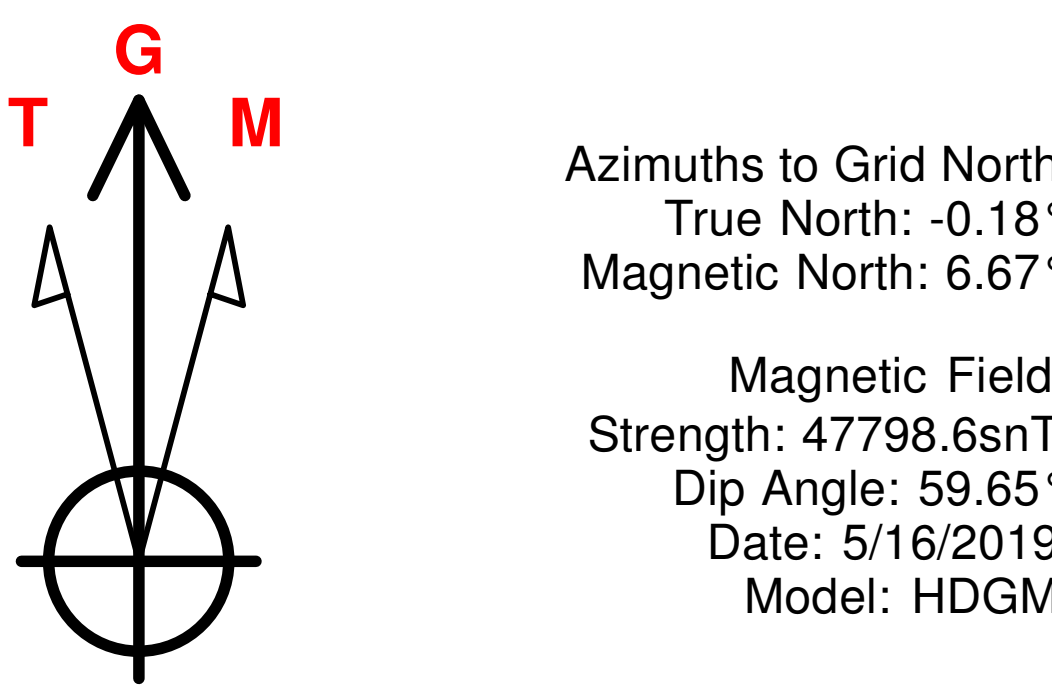 G
T M
Azimuths to Grid North
True North: -0.18°
Magnetic North: 6.67°
Magnetic Field
Strength: 47798.6snT
Dip Angle: 59.65°
Date: 5/16/2019
Model: HDGM